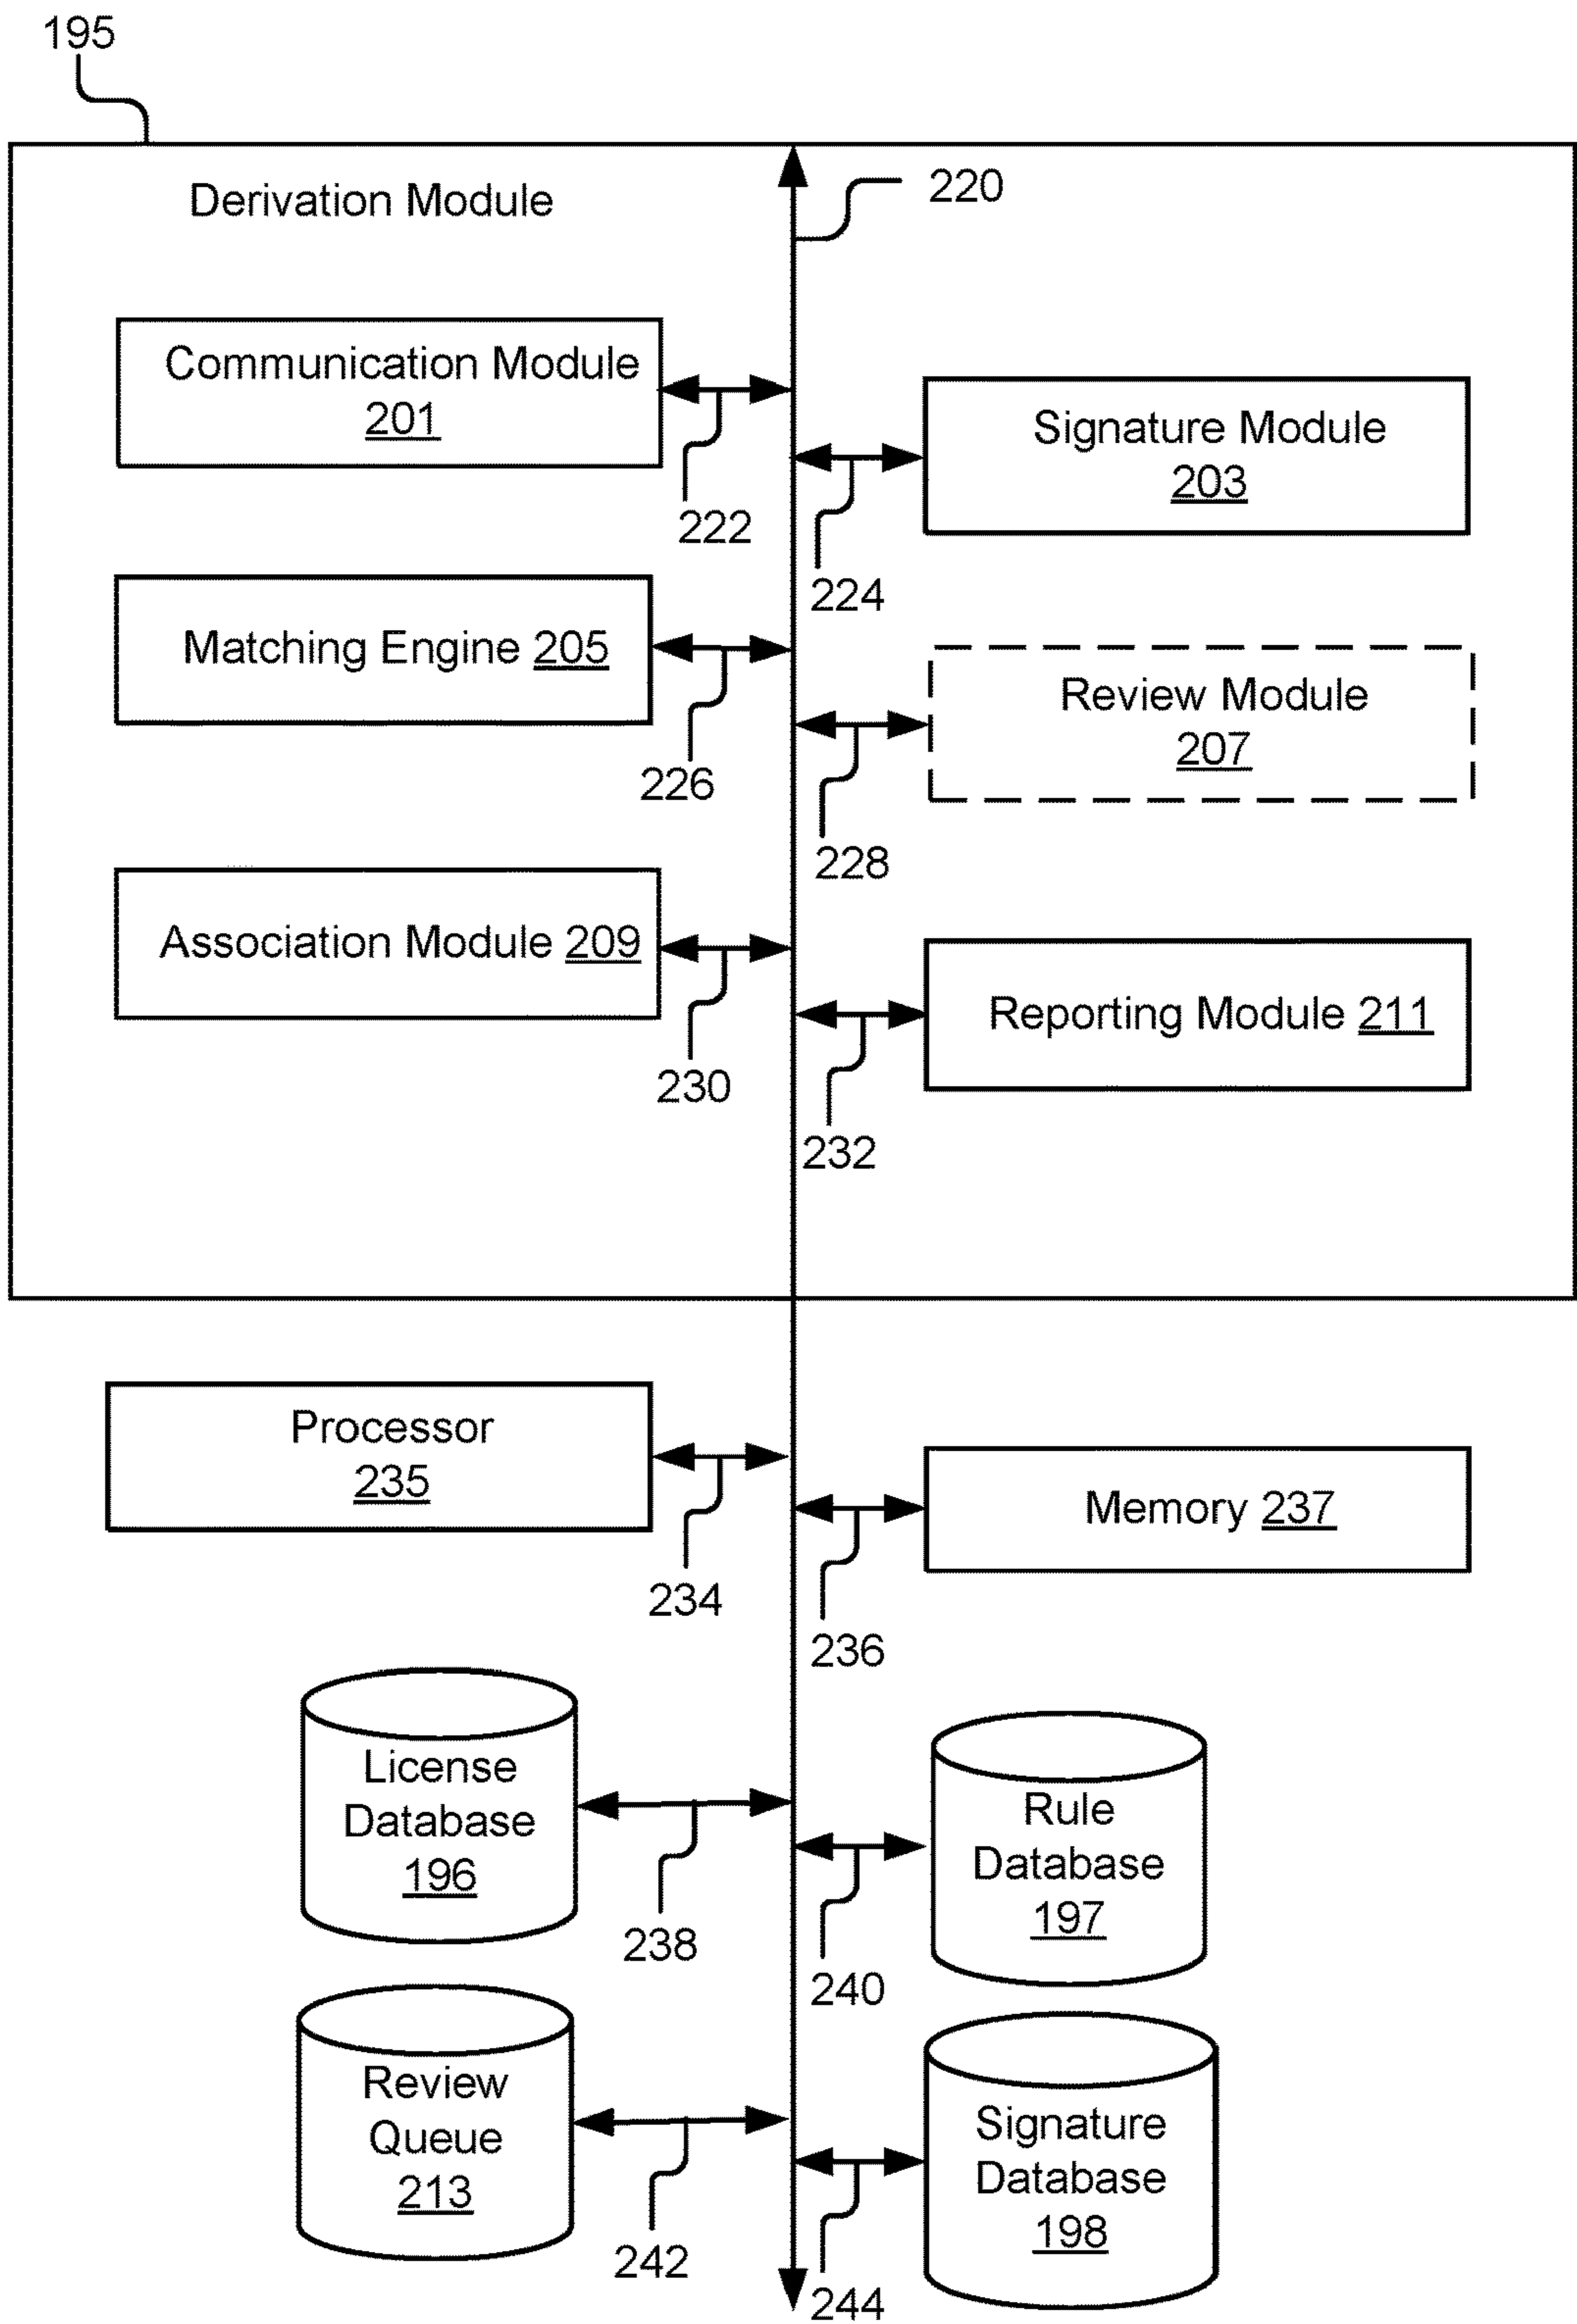 195
Derivation Module
220
Communication Module
201
222
Signature Module
203
224
Matching Engine 205
226
Review Module
207
228
Association Module 209
230
Reporting Module 211
232
Processor
235
234
Memory 237
236
License
Database
196
238
Rule
Database
197
240
Review
Queue
213
242
Signature
Database
198
244